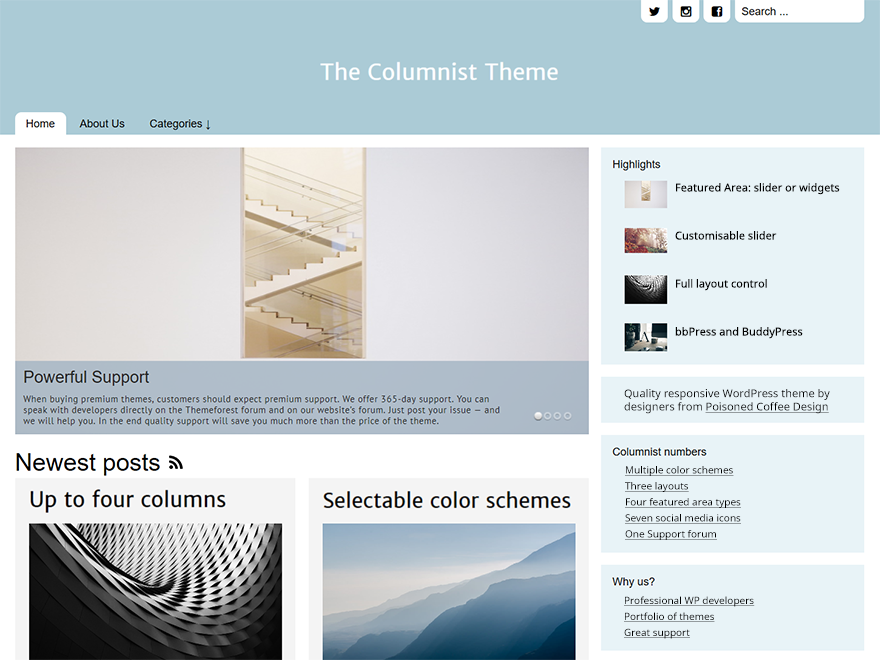 Search ...
The Columnist Theme
Home
About Us
Categories ↓
Powerful Support
When buying premium themes, customers should expect premium support. We offer 365-day support. You can
speak with developers directly on the Themeforest forum and on our website's forum. Just post your issue — and
we will help you. In the end quality support will save you much more than the price of the theme.
Newest posts
Up to four columns
Selectable color schemes
Highlights
Featured Area: slider or widgets
Customisable slider
Full layout control
bbPress and BuddyPress
Quality responsive WordPress theme by
designers from Poisoned Coffee Design
Columnist numbers
Multiple color schemes
Three layouts
Four featured area types
Seven social media icons
One Support forum
Why us?
Professional WP developers
Portfolio of themes
Great support